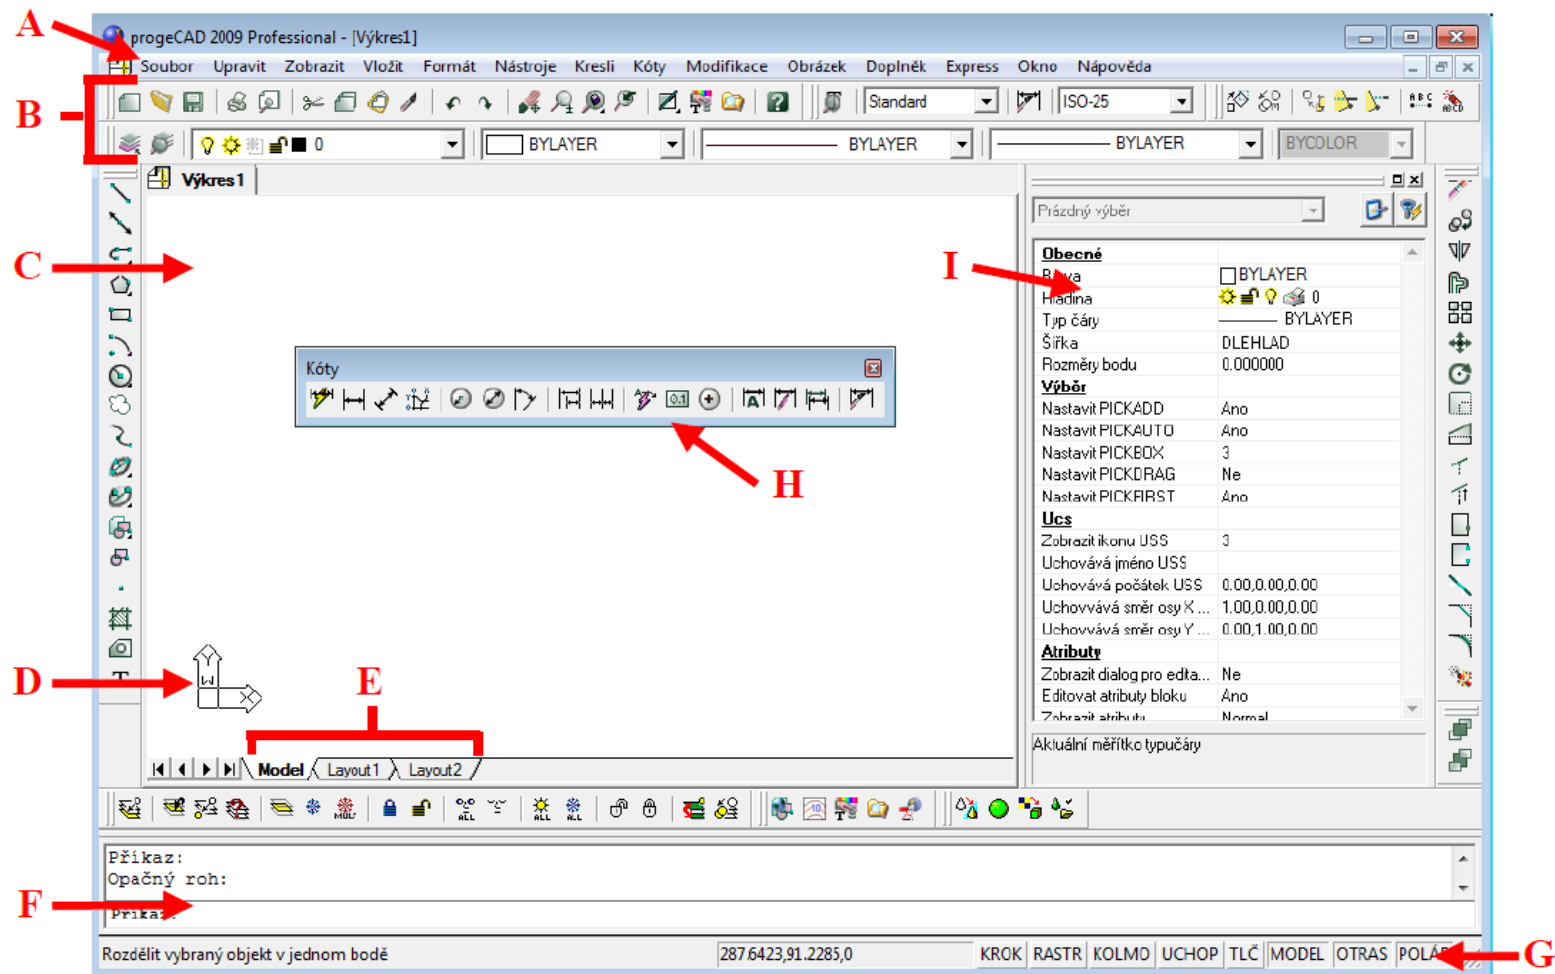 A
progeCAD 2009 Professional - [Výkres1]
Soubor Upravit Zobrazit Vložit Formát Nástroje Kresli Kóty Modifikace Obrázek Doplněk Express Okno Nápověda
B
Standard ISO-25
0 BYLAYER BYLAYER BYLAYER BYCOLOR
Výkres1
C
D
E
Model Layout1 Layout2
Kóty
H
I
Prázdný výběr
Obecné
BYLAYER
Hladina 0
Typ čáry BYLAYER
Šířka DLEHLAD
Rozměry bodu 0.000000
Výběr
Nastavit PICKADD Ano
Nastavit PICKAUTO Ano
Nastavit PICKBOX 3
Nastavit PICKDRAG Ne
Nastavit PICKFIRST Ano
Ucs
Zobrazit ikonu USS 3
Uchovává jméno USS
Uchovává počátek USS 0.00,0.00,0.00
Uchovvává směr osy X ... 1.00,0.00,0.00
Uchovvává směr osy Y ... 0.00,1.00,0.00
Atributy
Zobrazit dialog pro edita... Ne
Editovat atributy bloku Ano
Zobrazit atributy Normal
Aktuální měřítko typučáry
Příkaz:
Opačný roh:
F
Příkaz:
Rozdělit vybraný objekt v jednom bodě 287.6423,91.2285,0 KROK RASTR KOLMO UCHOP TLČ MODEL OTRAS
G